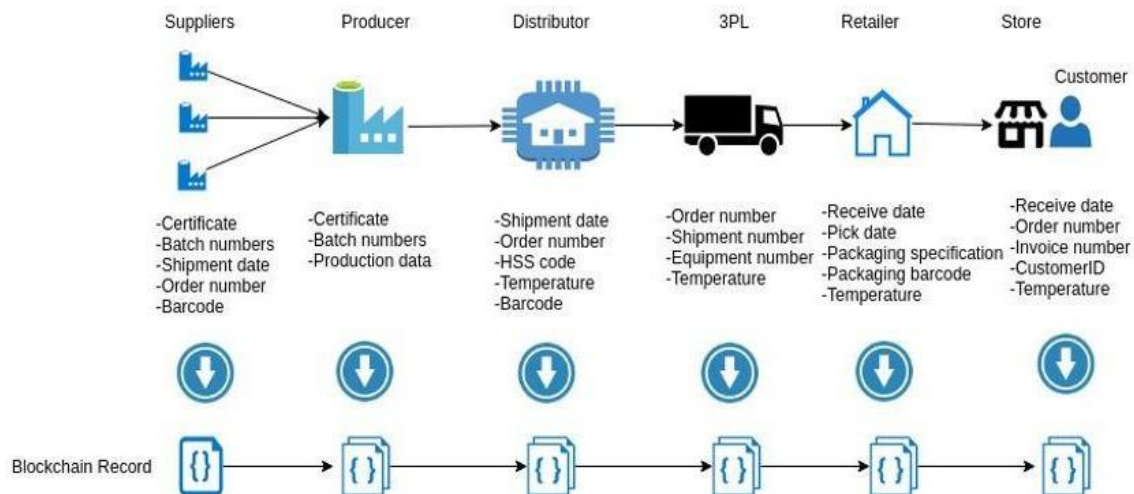 Suppliers
Producer
Distributor
3PL
Retailer
Store
Customer
-Certificate
-Batch numbers
-Shipment date
-Order number
-Barcode
-Certificate
-Batch numbers
-Production data
-Shipment date
-Order number
-HSS code
-Temperature
-Barcode
-Order number
-Shipment number
-Equipment number
-Temperature
-Receive date
-Pick date
-Packaging specification
-Packaging barcode
-Temperature
-Receive date
-Order number
-Invoice number
-CustomerID
-Temperature
Blockchain Record
{}
{}
{}
{}
{}
{}